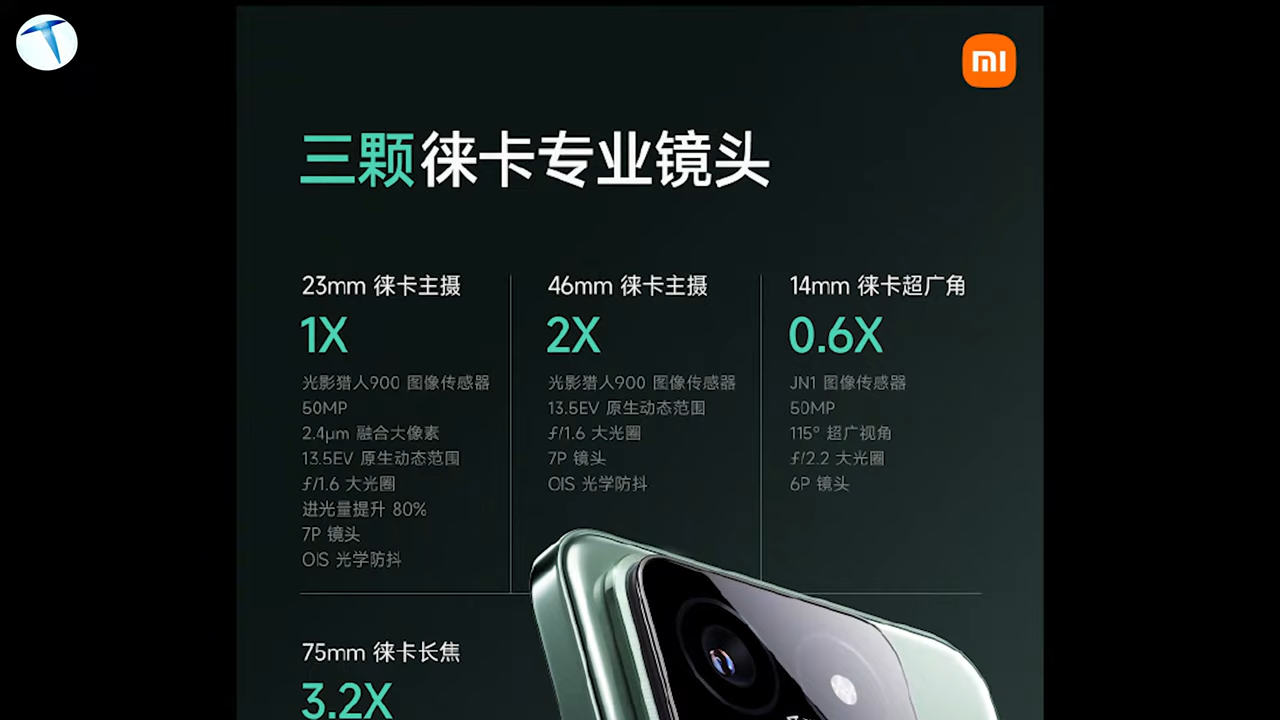 mi
三颗徕卡专业镜头
23mm 徕卡主摄
1X
光影猎人900 图像传感器
50MP
2.4μm 融合大像素
13.5EV 原生动态范围
ƒ/1.6 大光圈
进光量提升 80%
7P 镜头
OIS 光学防抖
46mm 徕卡主摄
2X
光影猎人900 图像传感器
13.5EV 原生动态范围
ƒ/1.6 大光圈
7P 镜头
OIS 光学防抖
14mm 徕卡超广角
0.6X
JN1 图像传感器
50MP
115° 超广视角
ƒ/2.2 大光圈
6P 镜头
75mm 徕卡长焦
3.2X